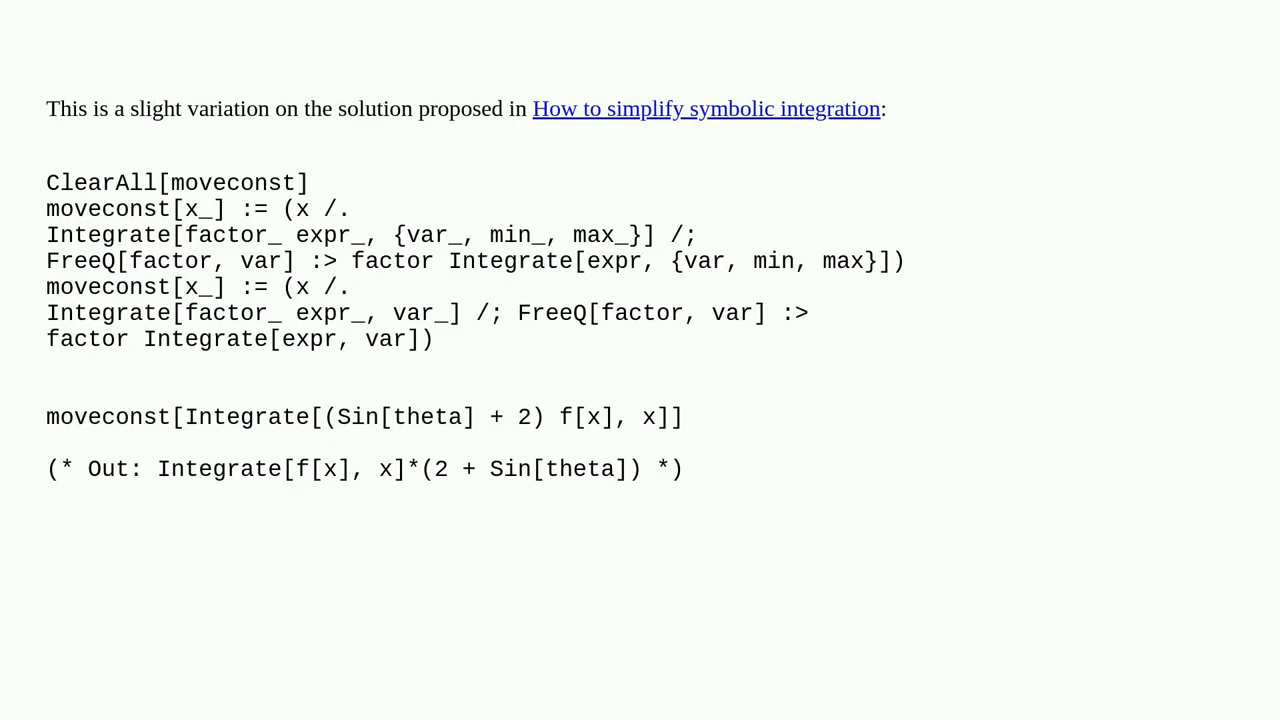 This is a slight variation on the solution proposed in How to simplify symbolic integration:
ClearAll[moveconst]
moveconst[x_] := (x /.
Integrate[factor_ expr_, {var_, min_, max_}] /;
FreeQ[factor, var] :> factor Integrate[expr, {var, min, max}])
moveconst[x_] := (x /.
Integrate[factor_ expr_, var_] /; FreeQ[factor, var] :>
factor Integrate[expr, var])
moveconst[Integrate[(Sin[theta] + 2) f[x], x]]
(* Out: Integrate[f[x], x]*(2 + Sin[theta]) *)